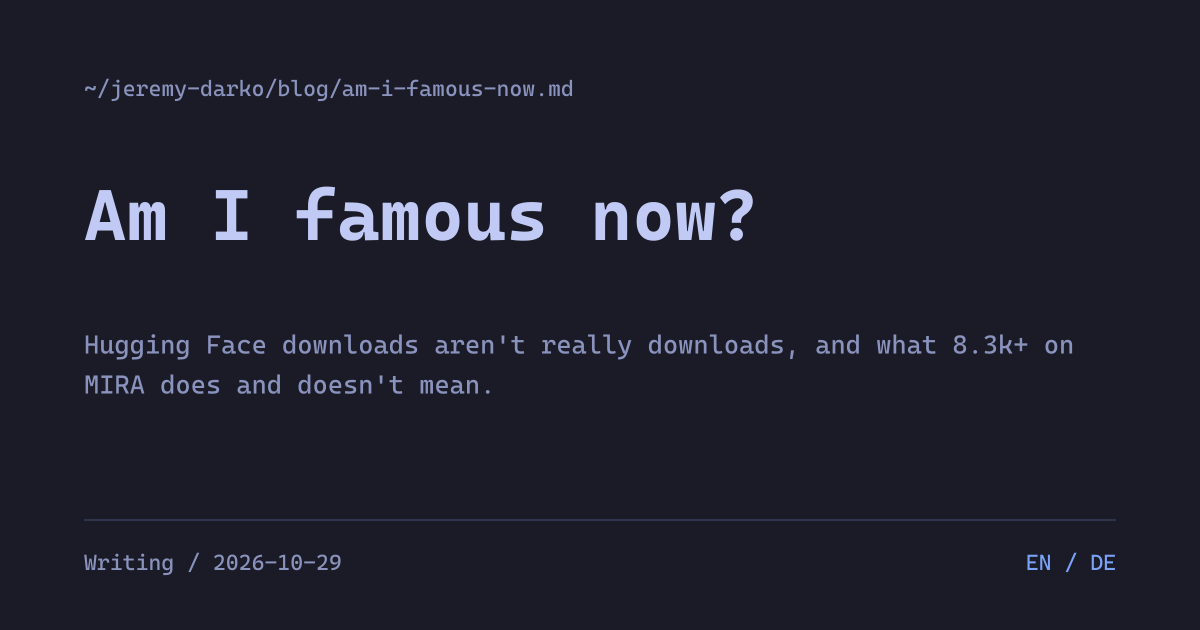 ~/jeremy-darko/blog/am-i-famous-now.md
Am I famous now?
Hugging Face downloads aren't really downloads, and what 8.3k+ on
MIRA does and doesn't mean.
Writing / 2026-10-29
EN / DE